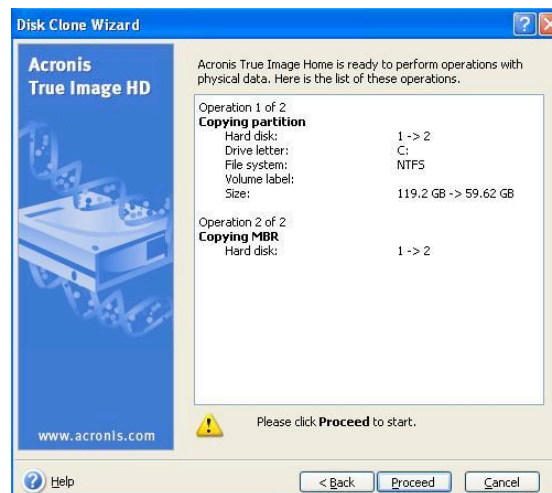 Disk Clone Wizard
Acronis
True Image HD
Acronis True Image Home is ready to perform operations with
physical data. Here is the list of these operations.
Operation 1 of 2
Copying partition
Hard disk: 1 -> 2
Drive letter: C:
File system: NTFS
Volume label:
Size: 119.2 GB -> 59.62 GB
Operation 2 of 2
Copying MBR
Hard disk: 1 -> 2
Please click Proceed to start.
www.acronis.com
Help
< Back Proceed Cancel